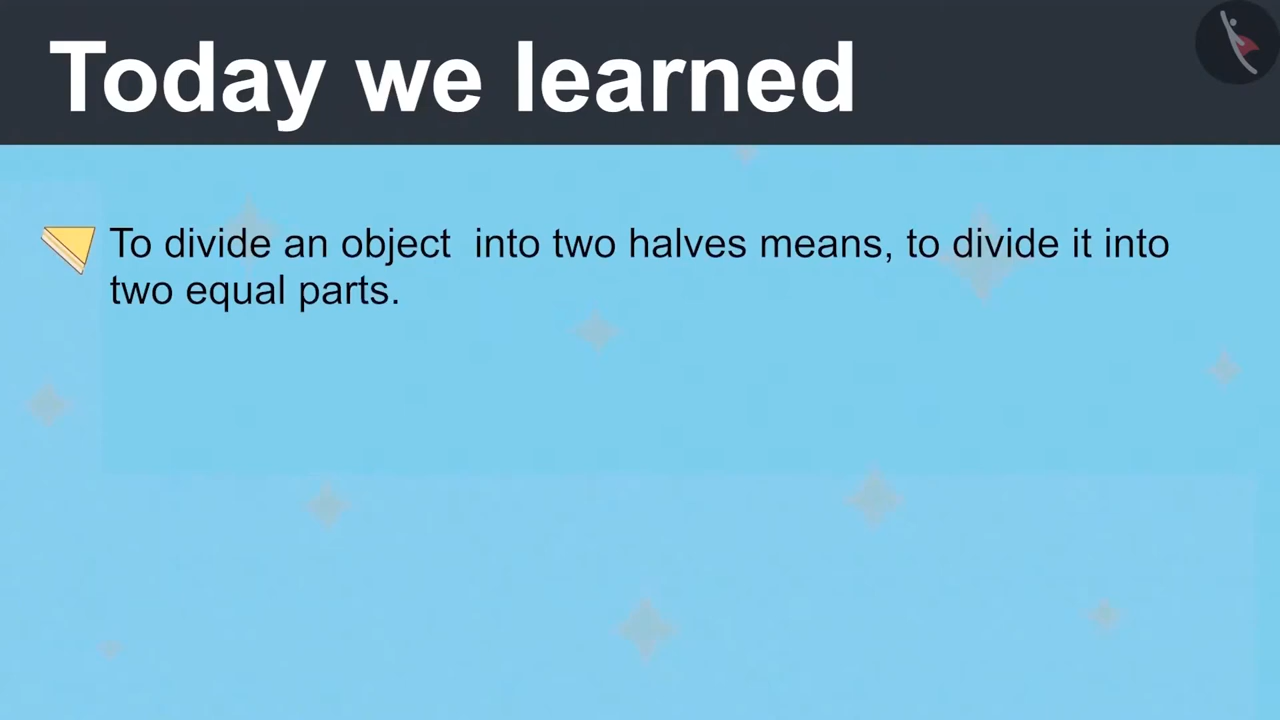 Today we learned
To divide an object  into two halves means, to divide it into
two equal parts.